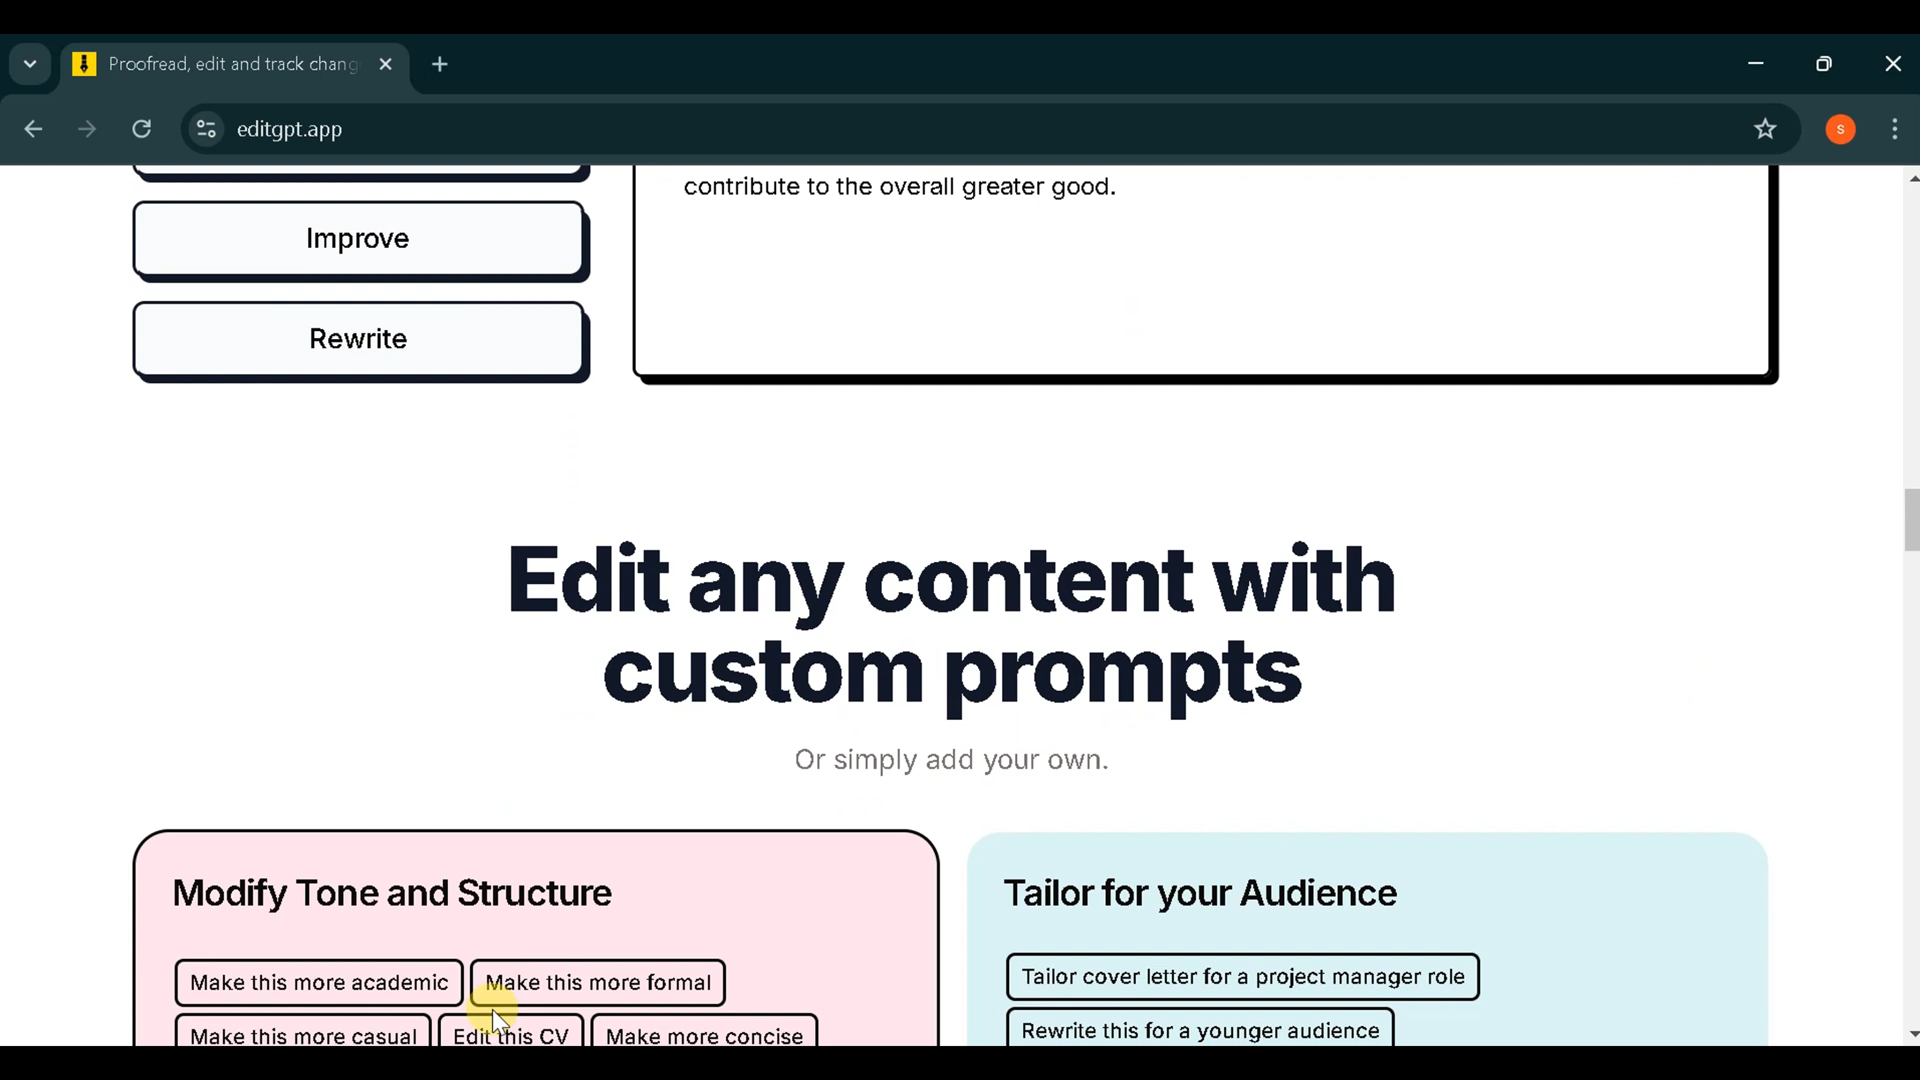 Proofread, edit and track chang
editgpt.app
S
contribute to the overall greater good.
Improve
Rewrite
Edit any content with
custom prompts
Or simply add your own.
Modify Tone and Structure
Make this more academic
Make this more formal
Make this more casual
Edit this CV
Make more concise
Tailor for your Audience
Tailor cover letter for a project manager role
Rewrite this for a younger audience